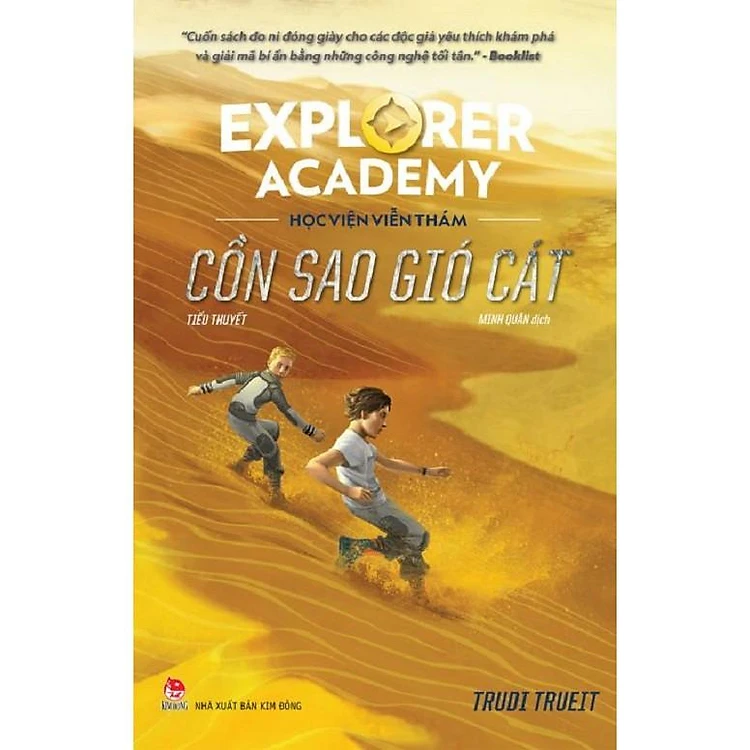 “Cuốn sách đo ni đóng giày cho các độc giả yêu thích khám phá
và giải mã bí ẩn bằng những công nghệ tối tân.” - Booklist
EXPLORER
ACADEMY
HỌC VIỆN VIỄN THÁM
CỒN SAO GIÓ CÁT
TIỂU THUYẾT
MINH QUÂN dịch
KIM ĐỒNG
NHÀ XUẤT BẢN KIM ĐỒNG
TRUDI TRUEIT